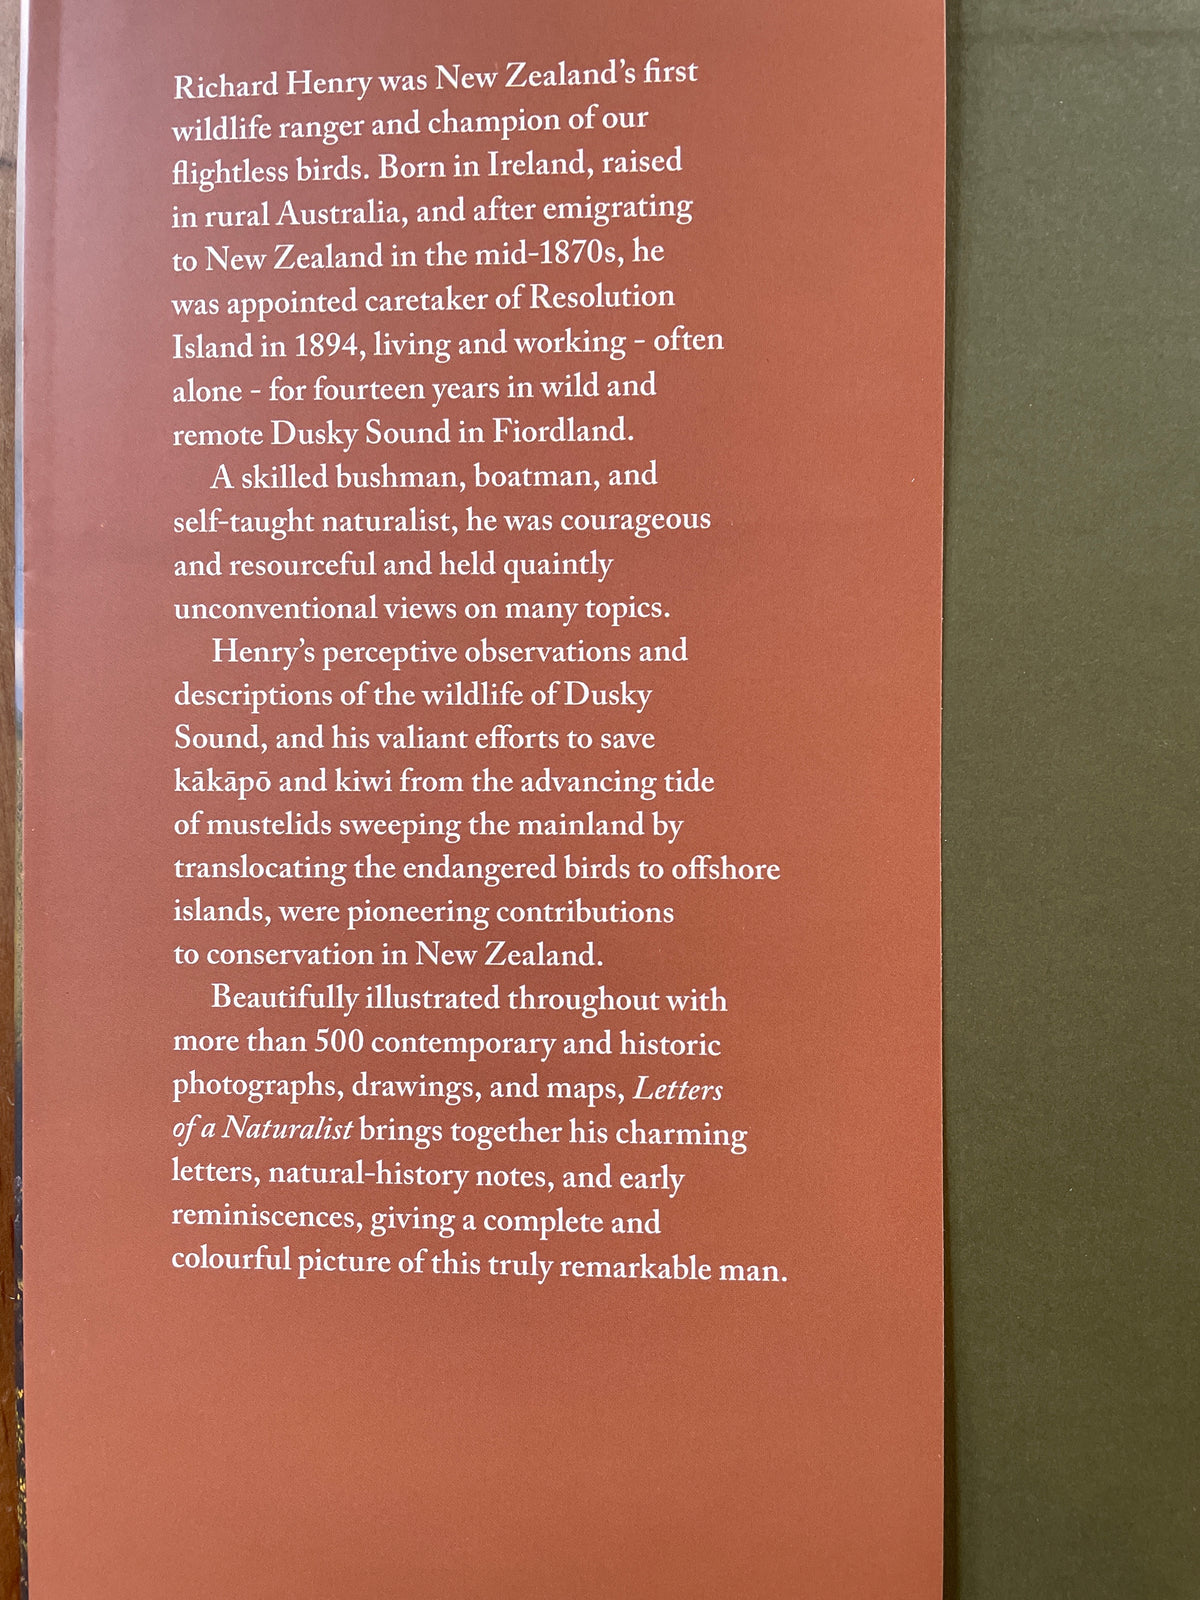 Richard Henry was New Zealand’s first
wildlife ranger and champion of our
flightless birds. Born in Ireland, raised
in rural Australia, and after emigrating
to New Zealand in the mid-1870s, he
was appointed caretaker of Resolution
Island in 1894, living and working - often
alone - for fourteen years in wild and
remote Dusky Sound in Fiordland.
A skilled bushman, boatman, and
self-taught naturalist, he was courageous
and resourceful and held quaintly
unconventional views on many topics.
Henry’s perceptive observations and
descriptions of the wildlife of Dusky
Sound, and his valiant efforts to save
kākāpō and kiwi from the advancing tide
of mustelids sweeping the mainland by
translocating the endangered birds to offshore
islands, were pioneering contributions
to conservation in New Zealand.
Beautifully illustrated throughout with
more than 500 contemporary and historic
photographs, drawings, and maps, Letters
of a Naturalist brings together his charming
letters, natural-history notes, and early
reminiscences, giving a complete and
colourful picture of this truly remarkable man.